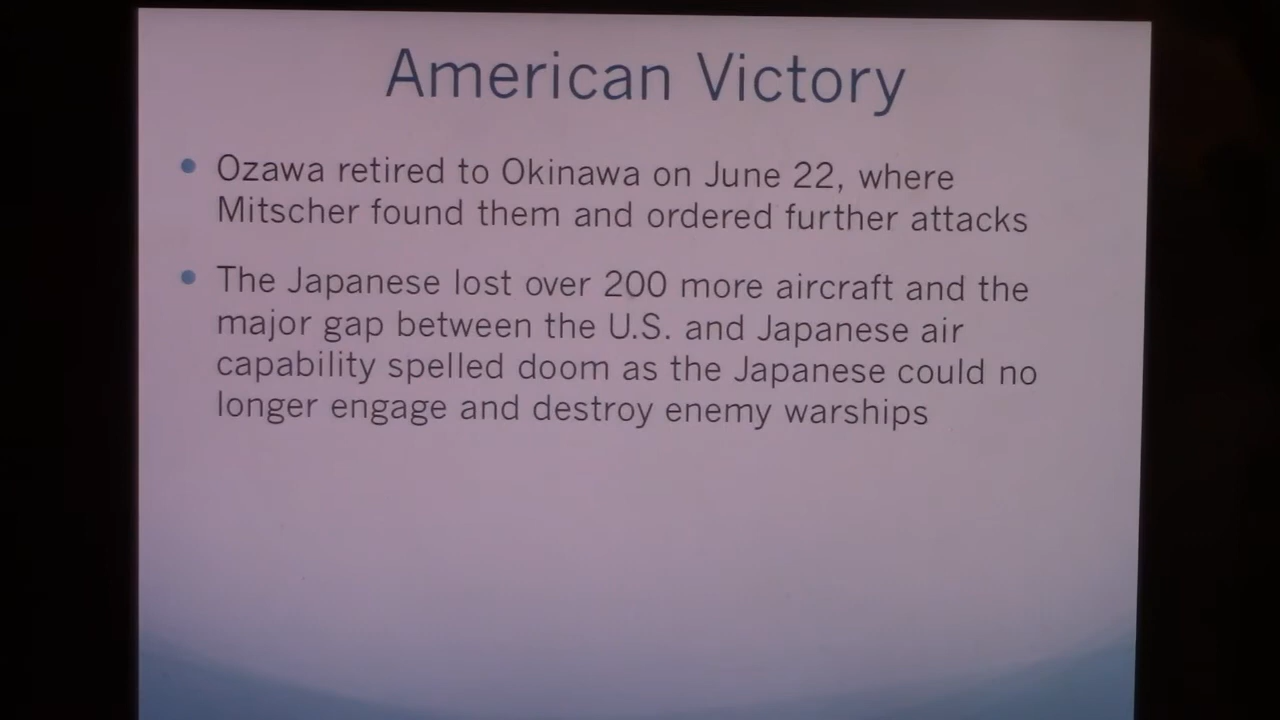 American Victory
• Ozawa retired to Okinawa on June 22, where
Mitscher found them and ordered further attacks
• The Japanese lost over 200 more aircraft and the
major gap between the U.S. and Japanese air
capability spelled doom as the Japanese could no
longer engage and destroy enemy warships